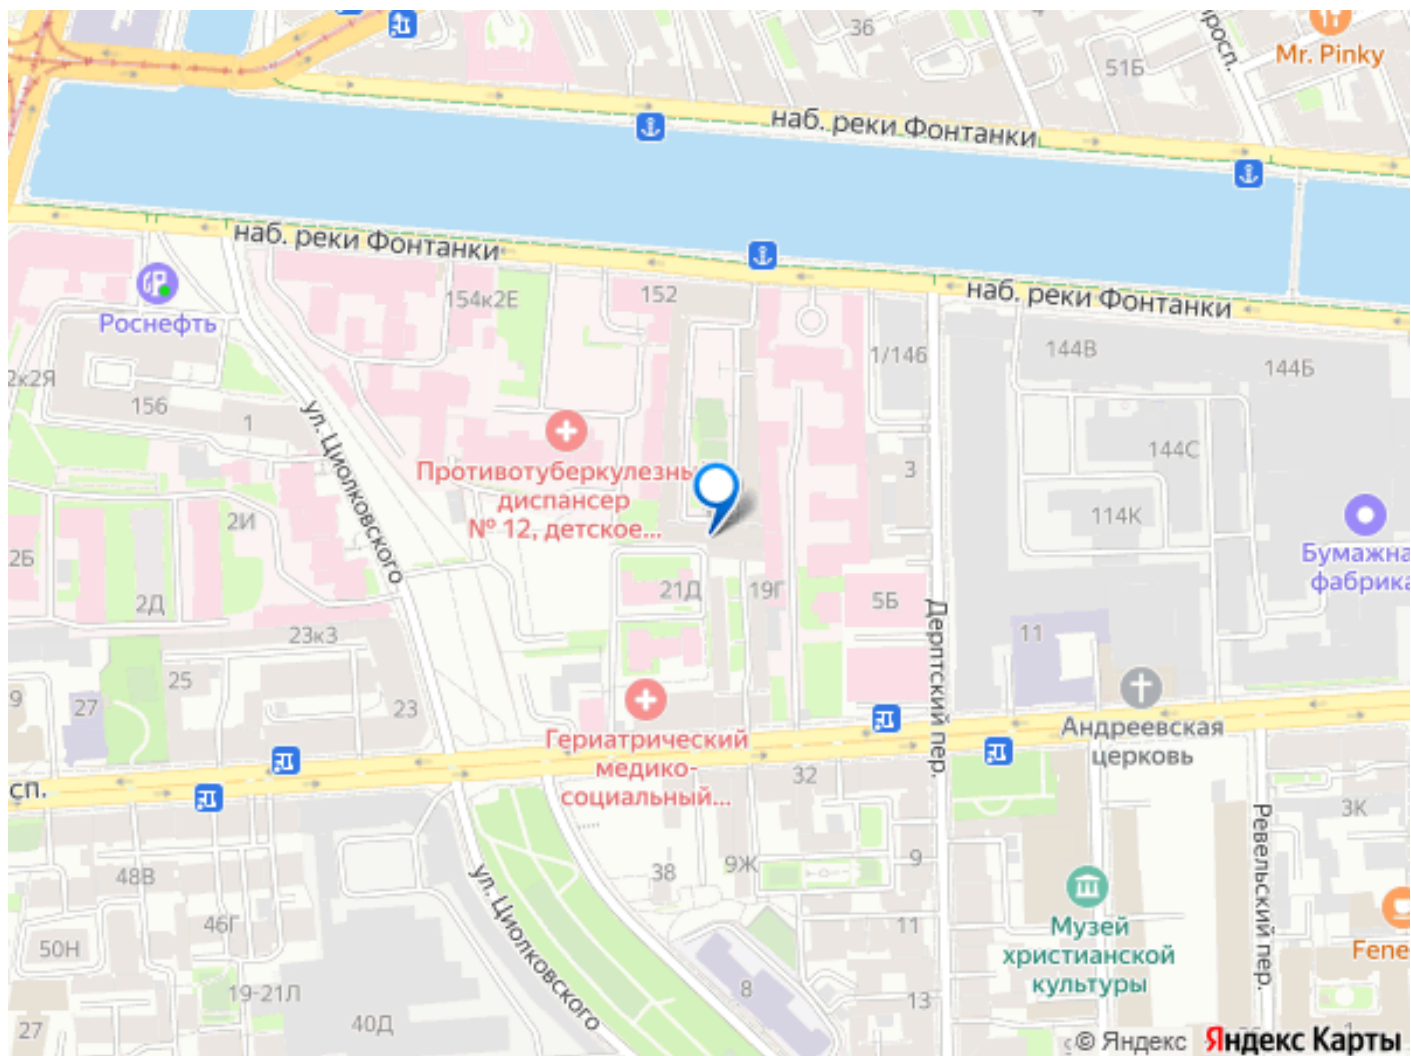 36
51Б
просп.
Mr. Pinky
наб. реки Фонтанки
наб. реки Фонтанки
наб. реки Фонтанки
Роснефть
154к2Е
152
1/146
144В
144Б
2к2Я
156
1
ул. Циолковского
Противотуберкулезны
диспансер
№ 12, детское...
3
144С
114К
Бумажна
фабрика
2И
2Б
2Д
21Д
19Г
5Б
Дерптский пер.
11
23к3
25
27
9
23
Гериатрический
медико-
социальный...
Андреевская
церковь
сп.
32
3К
Ревельский пер.
48В
46Г
50Н
38
9Ж
9
11
Музей
христианской
культуры
Fene
ул. Циолковского
19-21Л
40Д
27
8
13
1
© Яндекс Яндекс Карты